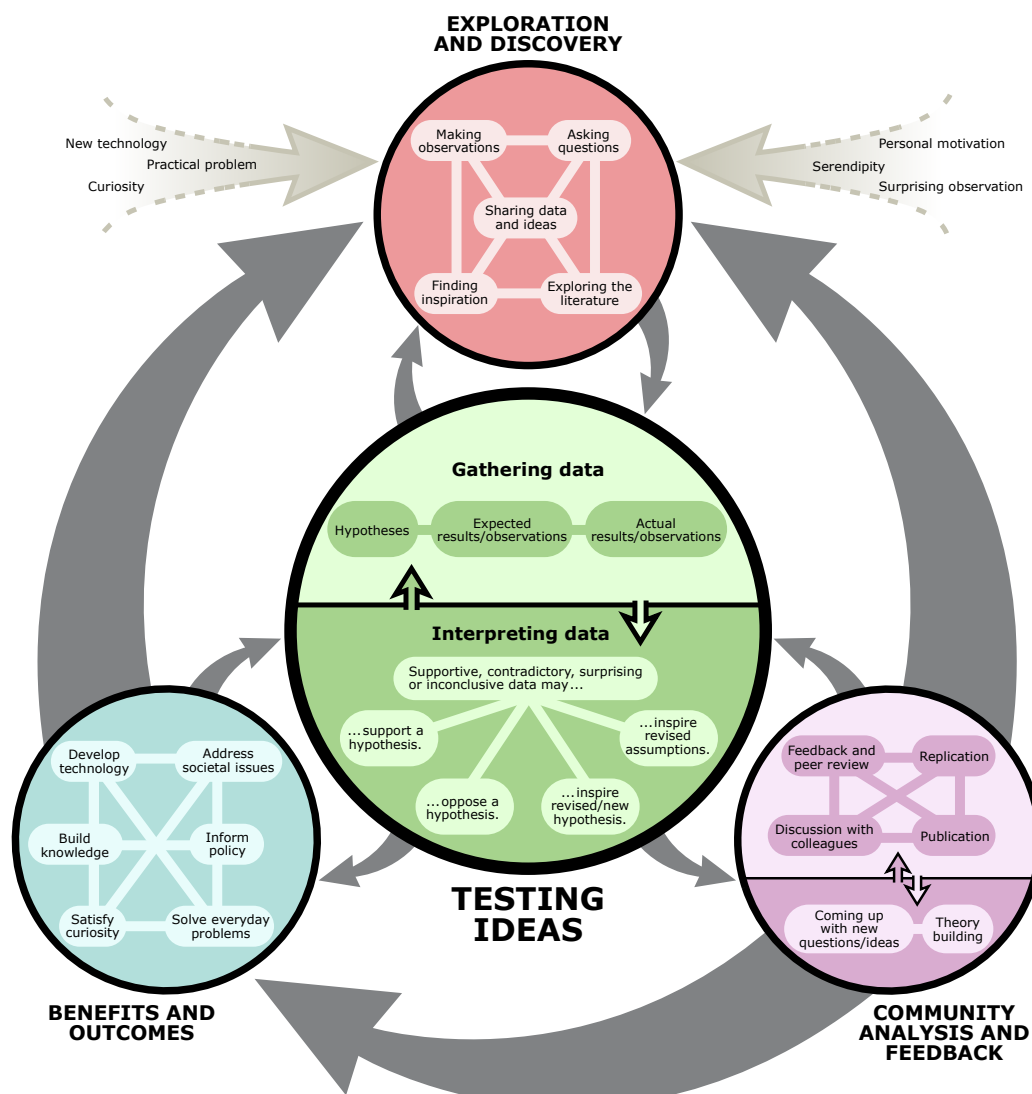 EXPLORATION
AND DISCOVERY
New technology
Practical problem
Curiosity
Personal motivation
Serendipity
Surprising observation
Making
observations
Asking
questions
Sharing data
and ideas
Finding
inspiration
Exploring the
literature
Gathering data
Hypotheses
Expected
results/observations
Actual
results/observations
Interpreting data
Supportive, contradictory, surprising
or inconclusive data may...
...support a
hypothesis.
...oppose a
hypothesis.
...inspire
revised/new
hypothesis.
...inspire
revised
assumptions.
TESTING
IDEAS
Develop
technology
Address
societal issues
Build
knowledge
Inform
policy
Satisfy
curiosity
Solve everyday
problems
BENEFITS AND
OUTCOMES
Feedback and
peer review
Replication
Discussion with
colleagues
Publication
Coming up
with new
questions/ideas
Theory
building
COMMUNITY
ANALYSIS AND
FEEDBACK